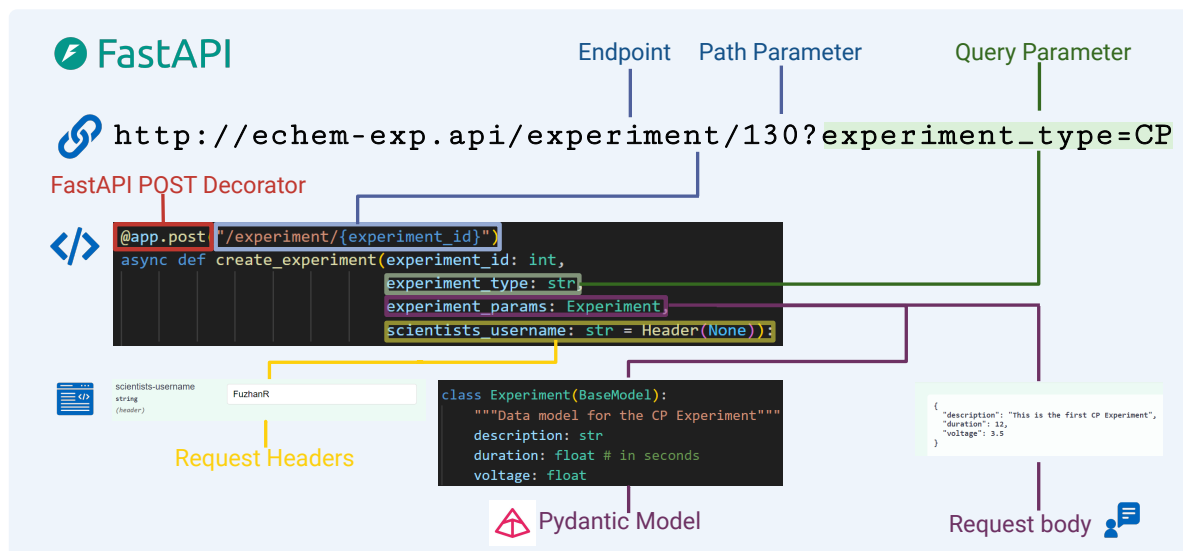 FastAPI
Endpoint
Path Parameter
Query Parameter
http://echem-exp.api/experiment/130?experiment_type=CP
FastAPI POST Decorator
@app.post("/experiment/{experiment_id}")
async def create_experiment(experiment_id: int,
experiment_type: str,
experiment_params: Experiment,
scientists_username: str = Header(None)):
scientists-username
string
(header)
FuzhanR
Request Headers
class Experiment(BaseModel):
"""Data model for the CP Experiment"""
description: str
duration: float # in seconds
voltage: float
Pydantic Model
{
"description": "This is the first CP Experiment",
"duration": 12,
"voltage": 3.5
}
Request body